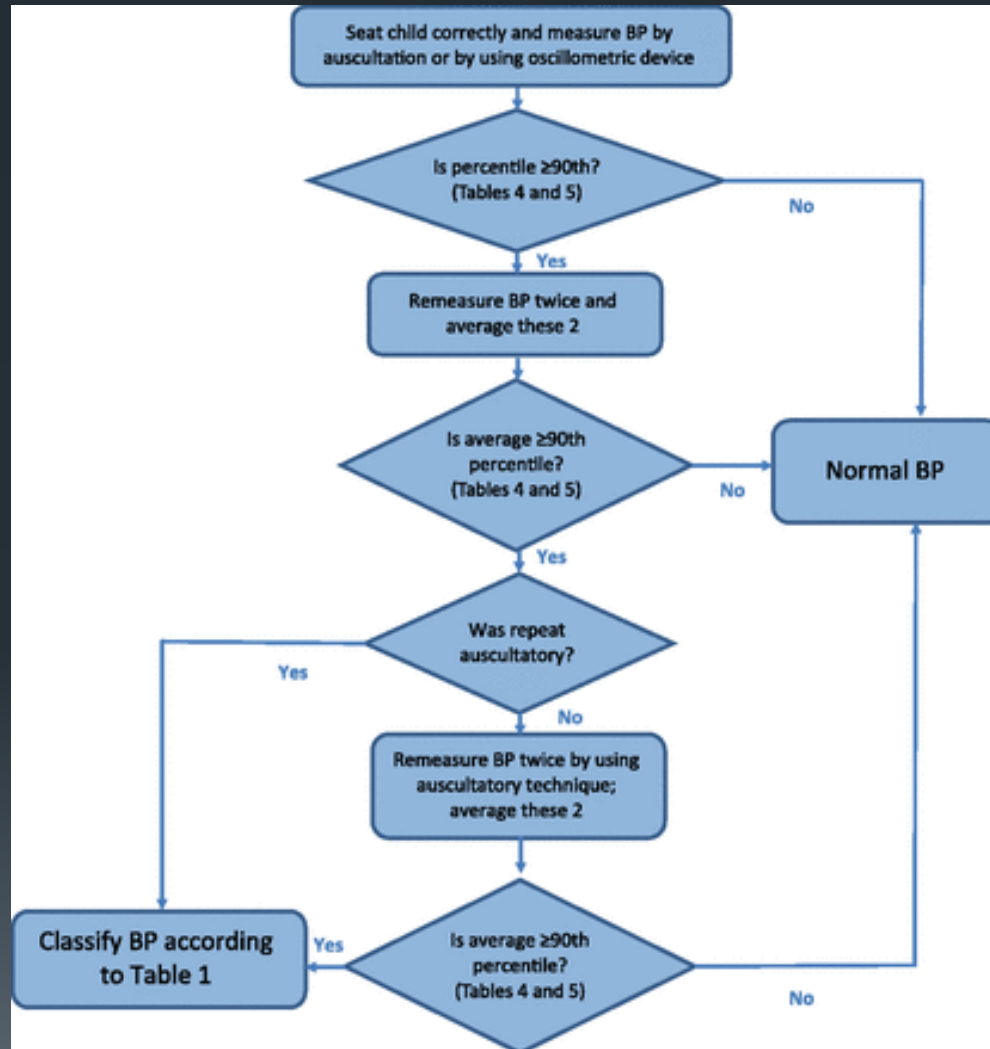 Seat child correctly and measure BP by
auscultation or by using oscillometric device
Is percentile ≥90th?
(Tables 4 and 5)
No
Yes
Remeasure BP twice and
average these 2
Is average ≥90th
percentile?
(Tables 4 and 5)
Normal BP
No
Yes
Was repeat
auscultatory?
Yes
No
Remeasure BP twice by using
auscultatory technique;
average these 2
Classify BP according
to Table 1
Yes
Is average ≥90th
percentile?
(Tables 4 and 5)
No